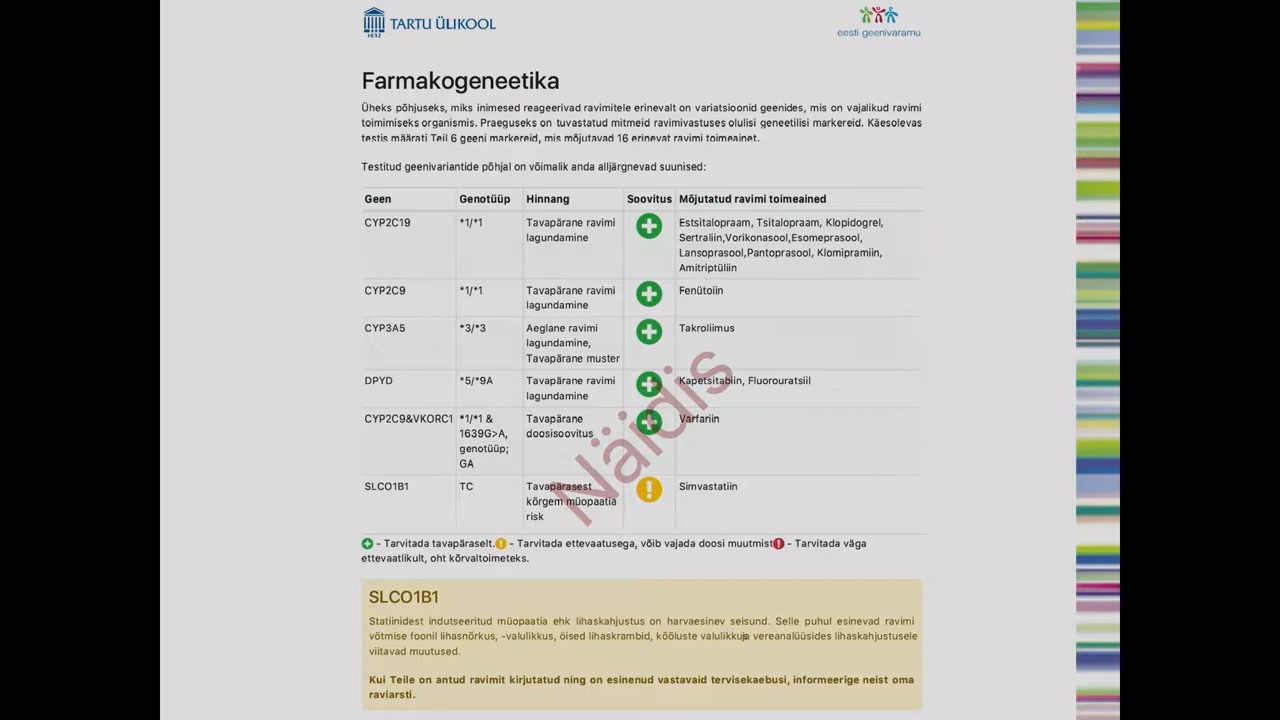 TARTU ÜLIKOOL
1632
eesti geenivaramu
Farmakogeneetika
Üheks põhjuseks, miks inimesed reageerivad ravimitele erinevalt on variatsioonid geenides, mis on vajalikud ravimi
toimimiseks organismis. Praeguseks on tuvastatud mitmeid ravimivastuses olulisi geneetilisi markereid. Käesolevas
testis määrati Teil 6 geeni markereid, mis mõjutavad 16 erinevat ravimi toimeainet.
Testitud geenivariantide põhjal on võimalik anda alljärgnevad suunised:
Geen Genotüüp Hinnang Soovitus Mõjutatud ravimi toimeained
CYP2C19 *1/*1 Tavapärane ravimi Estsitalopraam, Tsitalopraam, Klopidogrel,
lagundamine Sertraliin,Vorikonasool,Esomeprasool,
Lansoprasool,Pantoprasool, Klomipramiin,
Amitriptüliin
CYP2C9 *1/*1 Tavapärane ravimi Fenütoiin
lagundamine
CYP3A5 *3/*3 Aeglane ravimi Takroliimus
lagundamine,
Tavapärane muster
DPYD *5/*9A Tavapärane ravimi Kapetsitabiin, Fluorouratsiil
lagundamine
CYP2C9&VKORC1 *1/*1 & Tavapärane Varfariin
1639G>A, doosisoovitus
genotüüp;
GA
SLCO1B1 TC Tavapärasest Simvastatiin
kõrgem müopaatia
risk
Näidis
- Tarvitada tavapäraselt. - Tarvitada ettevaatusega, võib vajada doosi muutmist - Tarvitada väga
ettevaatlikult, oht kõrvaltoimeteks.
SLCO1B1
Statiinidest indutseeritud müopaatia ehk lihaskahjustus on harvaesinev seisund. Selle puhul esinevad ravimi
võtmise foonil lihasnõrkus, -valulikkus, öised lihaskrambid, kõõluste valulikkus ja vereanalüüsides lihaskahjustusele
viitavad muutused.
Kui Teile on antud ravimit kirjutatud ning on esinenud vastavaid tervisekaebusi, informeerige neist oma
raviarsti.